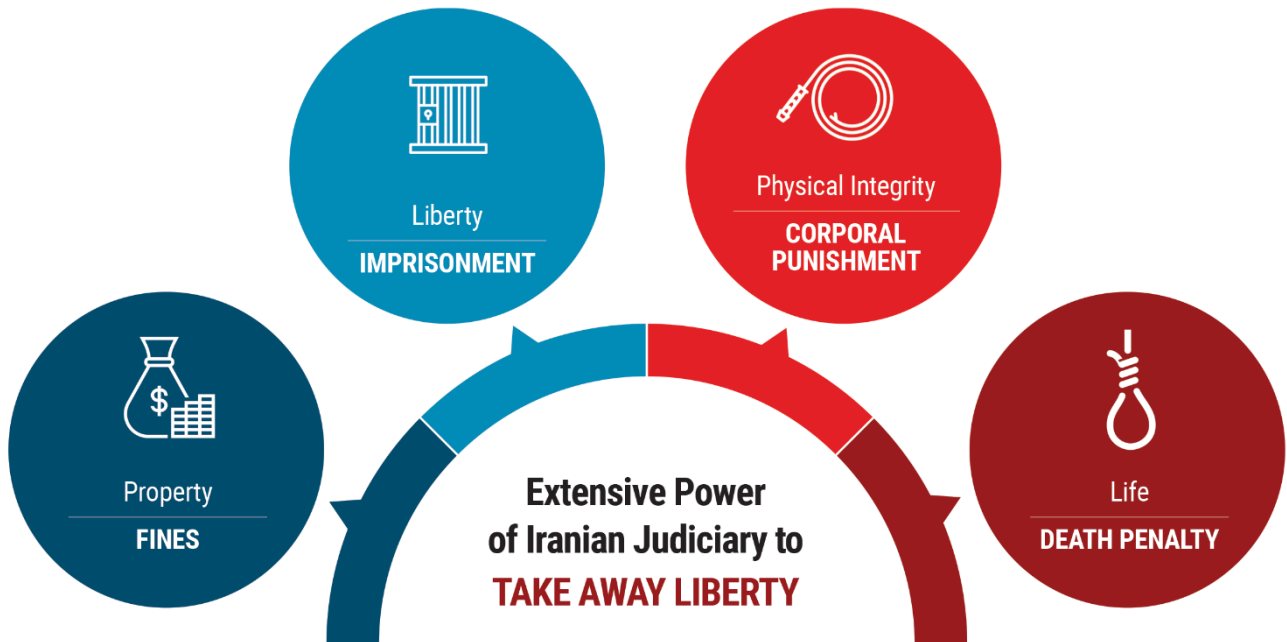 Liberty
IMPRISONMENT
Physical Integrity
CORPORAL
PUNISHMENT
$
Property
FINES
Life
DEATH PENALTY
Extensive Power
of Iranian Judiciary to
TAKE AWAY LIBERTY